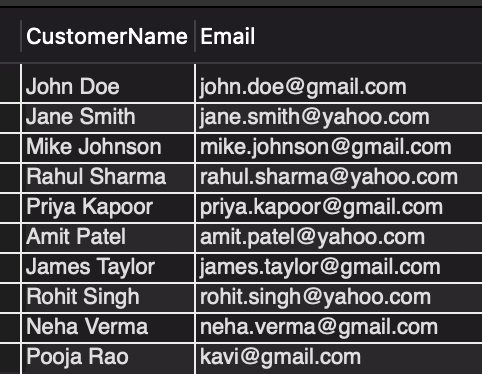 CustomerName Email
John Doe john.doe@gmail.com
Jane Smith jane.smith@yahoo.com
Mike Johnson mike.johnson@gmail.com
Rahul Sharma rahul.sharma@yahoo.com
Priya Kapoor priya.kapoor@gmail.com
Amit Patel amit.patel@yahoo.com
James Taylor james.taylor@gmail.com
Rohit Singh rohit.singh@yahoo.com
Neha Verma neha.verma@gmail.com
Pooja Rao kavi@gmail.com